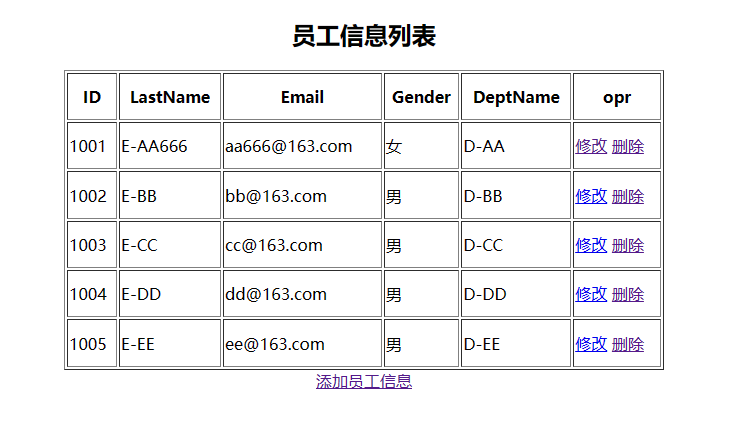 员工信息列表
ID LastName Email Gender DeptName opr
1001 E-AA666 aa666@163.com 女 D-AA 修改 删除
1002 E-BB bb@163.com 男 D-BB 修改 删除
1003 E-CC cc@163.com 男 D-CC 修改 删除
1004 E-DD dd@163.com 男 D-DD 修改 删除
1005 E-EE ee@163.com 男 D-EE 修改 删除
添加员工信息